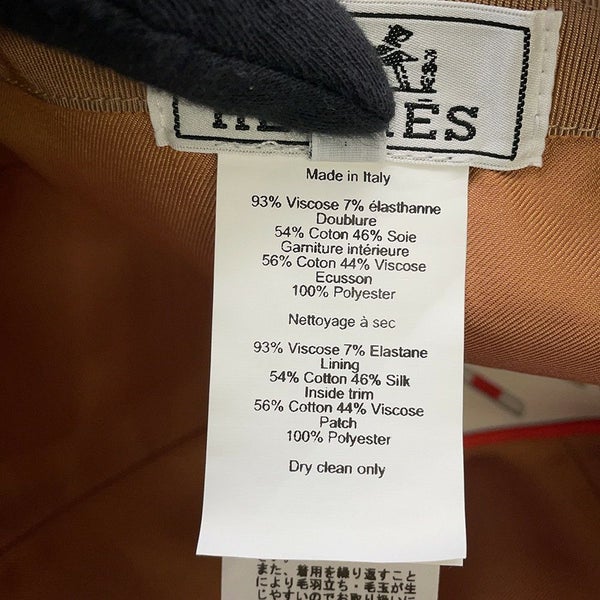 Made in Italy
93% Viscose 7% élasthanne
Doublure
54% Coton 46% Soie
Garniture intérieure
56% Coton 44% Viscose
Ecusson
100% Polyester
Nettoyage à sec
93% Viscose 7% Elastane
Lining
54% Cotton 46% Silk
Inside trim
56% Cotton 44% Viscose
Patch
100% Polyester
Dry clean only
また、着用を繰り返すこと
により毛羽立ち・毛玉が生